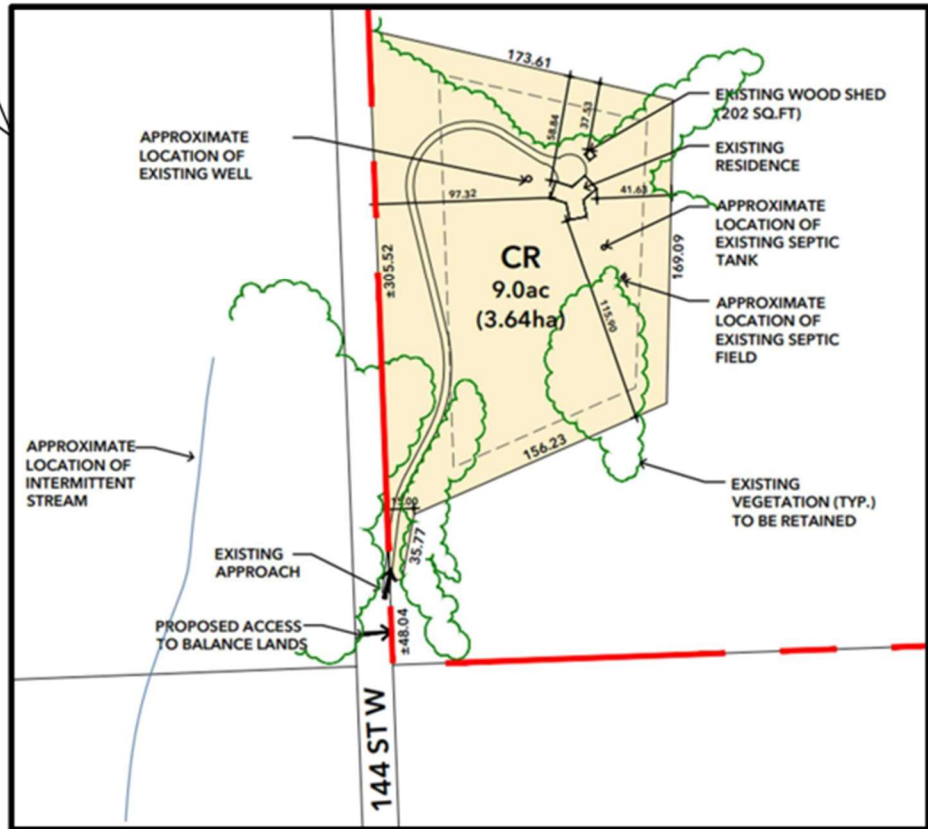 173.61
EXISTING WOOD SHED
(202 SQ.FT)
APPROXIMATE
LOCATION OF
EXISTING WELL
58.84
37.53
EXISTING
RESIDENCE
97.32
41.63
APPROXIMATE
LOCATION OF
EXISTING SEPTIC
TANK
±305.52
CR
9.0ac
(3.64ha)
169.09
115.90
APPROXIMATE
LOCATION OF
EXISTING SEPTIC
FIELD
156.23
APPROXIMATE
LOCATION OF
INTERMITTENT
STREAM
EXISTING
VEGETATION (TYP.)
TO BE RETAINED
15.00
35.77
EXISTING
APPROACH
PROPOSED ACCESS
TO BALANCE LANDS
±48.04
144 ST W